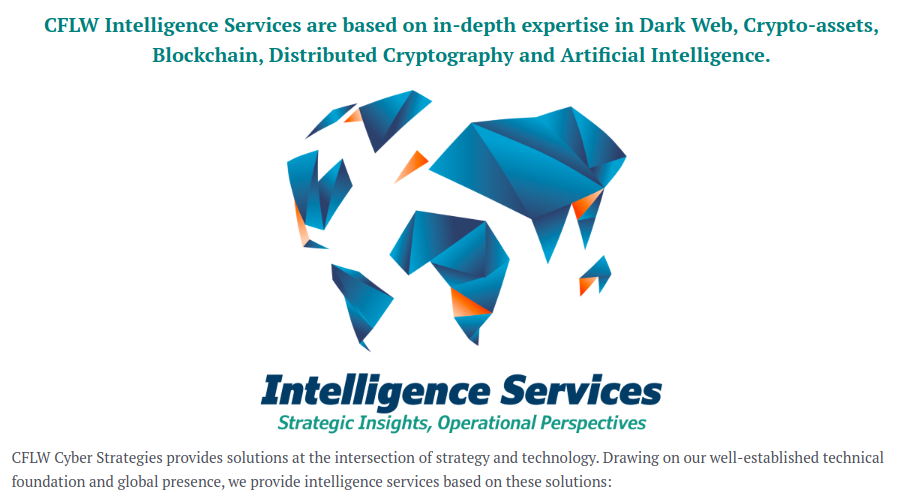 CFLW Intelligence Services are based on in-depth expertise in Dark Web, Crypto-assets,
Blockchain, Distributed Cryptography and Artificial Intelligence.
Intelligence Services
Strategic Insights, Operational Perspectives
CFLW Cyber Strategies provides solutions at the intersection of strategy and technology. Drawing on our well-established technical
foundation and global presence, we provide intelligence services based on these solutions: